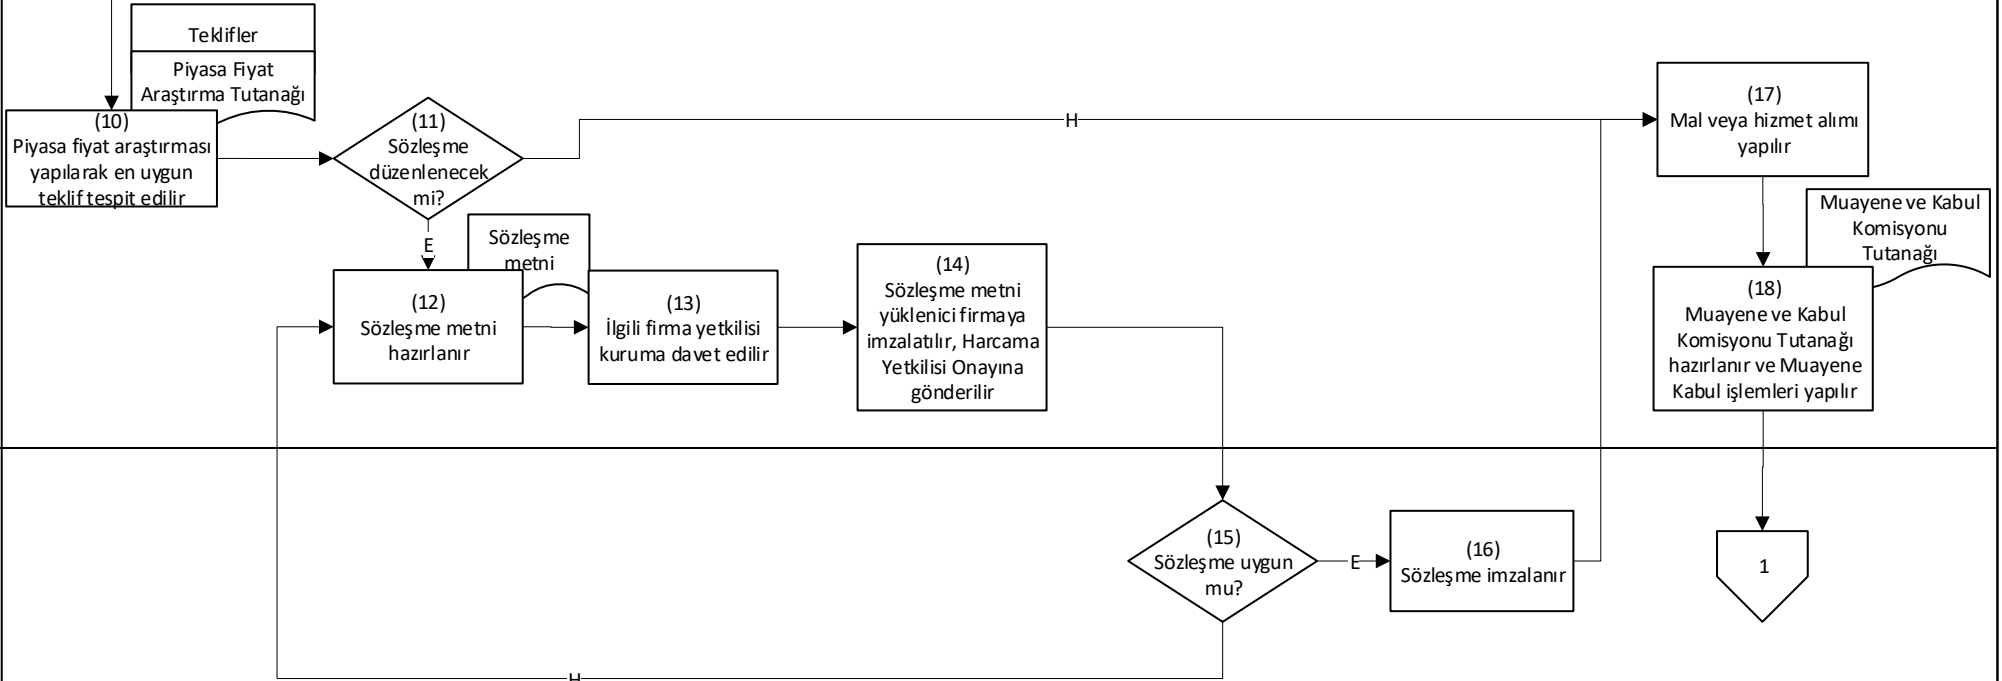 Teklifler
Piyasa Fiyat
Araştırma Tutanağı
(10)
Piyasa fiyat araştırması
yapılarak en uygun
teklif tespit edilir
(11)
Sözleşme
düzenlenecek
mi?
H
E
Sözleşme
metni
(12)
Sözleşme metni
hazırlanır
(13)
İlgili firma yetkilisi
kuruma davet edilir
(14)
Sözleşme metni
yüklenici firmaya
imzalatılır, Harcama
Yetkilisi Onayına
gönderilir
(15)
Sözleşme uygun
mu?
E
H
(16)
Sözleşme imzalanır
(17)
Mal veya hizmet alımı
yapılır
Muayene ve Kabul
Komisyonu
Tutanağı
(18)
Muayene ve Kabul
Komisyonu Tutanağı
hazırlanır ve Muayene
Kabul işlemleri yapılır
1